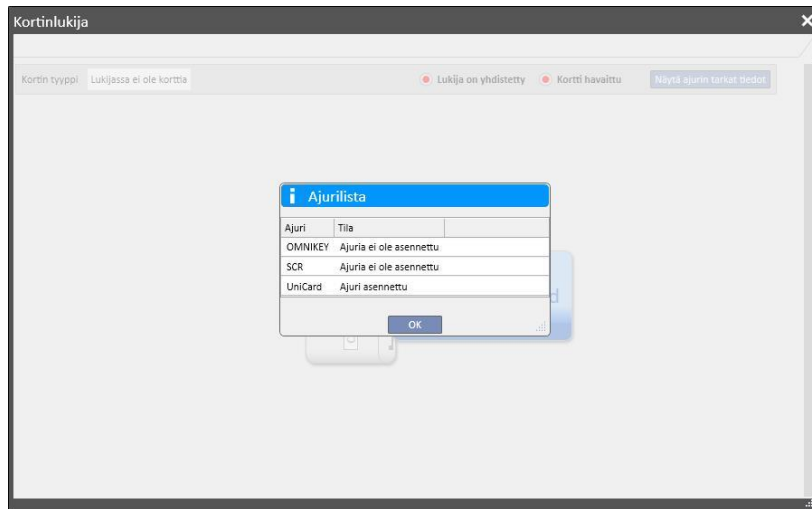 Kortinlukija
Kortin tyyppi Lukijassa ei ole korttia Lukija on yhdistetty Kortti havaittu Näytä ajurin tarkat tiedot
Ajurilista
Ajuri Tila
OMNIKEY Ajuria ei ole asennettu
SCR Ajuria ei ole asennettu
UniCard Ajuri asennettu
d
OK